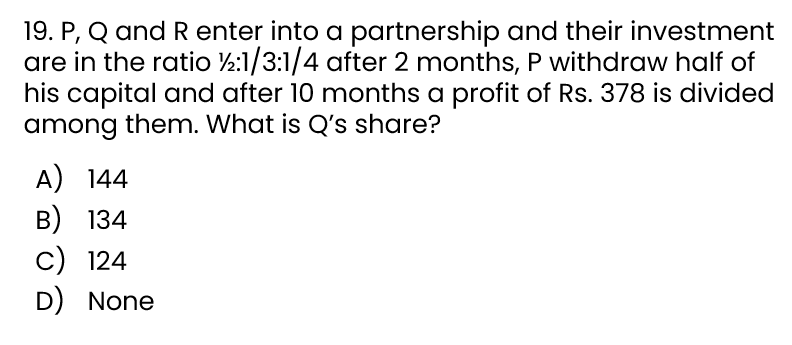 19. P, Q and R enter into a partnership and their investment
are in the ratio ½:1/3:1/4 after 2 months, P withdraw half of
his capital and after 10 months a profit of Rs. 378 is divided
among them. What is Q’s share?
A) 144
B) 134
C) 124
D) None